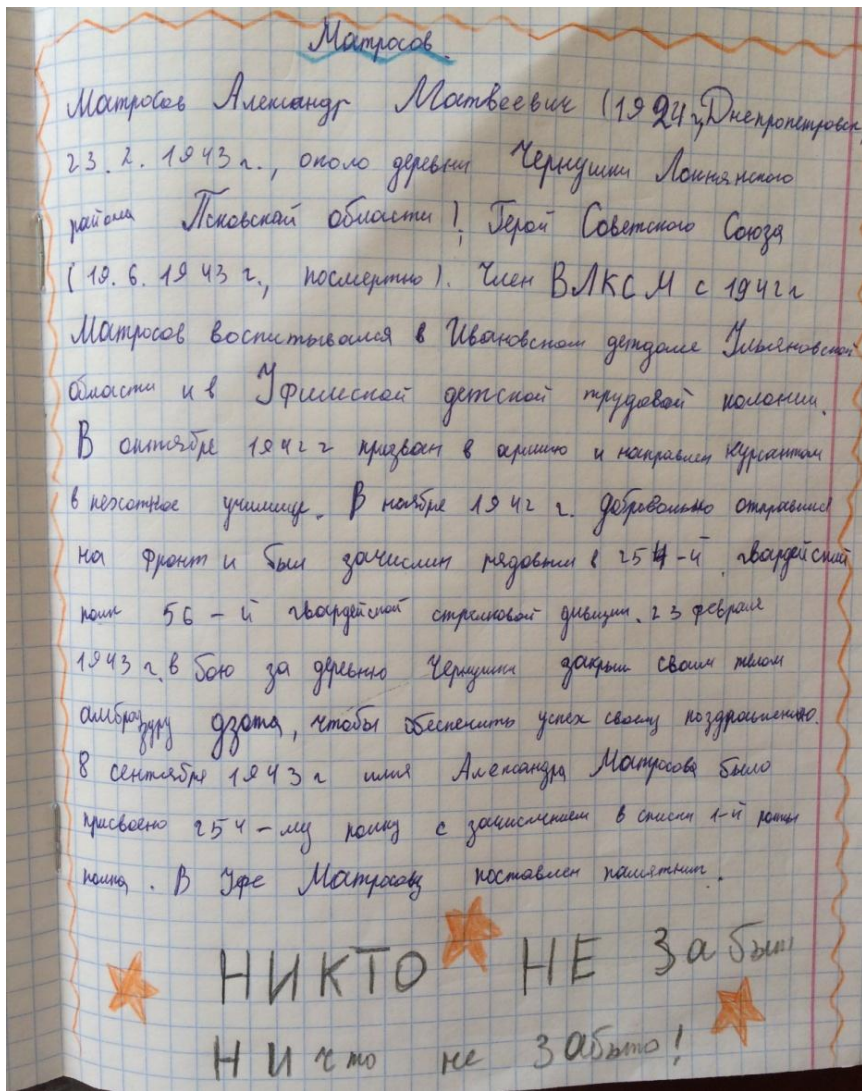 Матросов.
Матросов Александр Матвеевич (1924г, Днепропетровск,
23. 2. 1943 г., около деревни Чернушки Локнянского
района Псковской области), Герой Советского Союза
(19. 6. 1943 г., посмертно). Член ВЛКСМ с 1942 г
Матросов воспитывался в Ивановском детдоме Ульяновской
области и в Уфимской детской трудовой колонии.
В октябре 1942 г призван в армию и направлен курсантом
в пехотное училище. В ноябре 1942 г. добровольно отправился
на фронт и был зачислин рядовым в 254-й гвардейский
полк 56-й гвардейской стрелковой дивизии. 23 февраля
1943 г. в бою за деревню Чернушки закрыл своим телом
амбразуру дзота, чтобы обеспечить успех своему поздразделению.
8 сентября 1943 г имя Александра Матросова было
присвоено 254-му полку с зачислением в списки 1-й роты
полка. В Уфе Матросову поставлен памятник.
НИКТО НЕ Забыт
НИ что не Забыто!